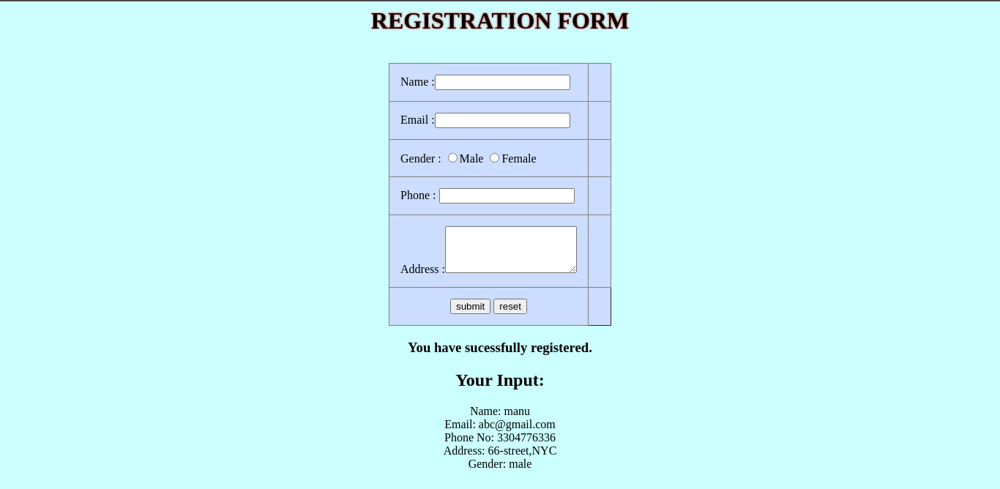 REGISTRATION FORM
Name :
Email :
Gender : Male Female
Phone :
Address :
submit reset
You have sucessfully registered.
Your Input:
Name: manu
Email: abc@gmail.com
Phone No: 3304776336
Address: 66-street,NYC
Gender: male